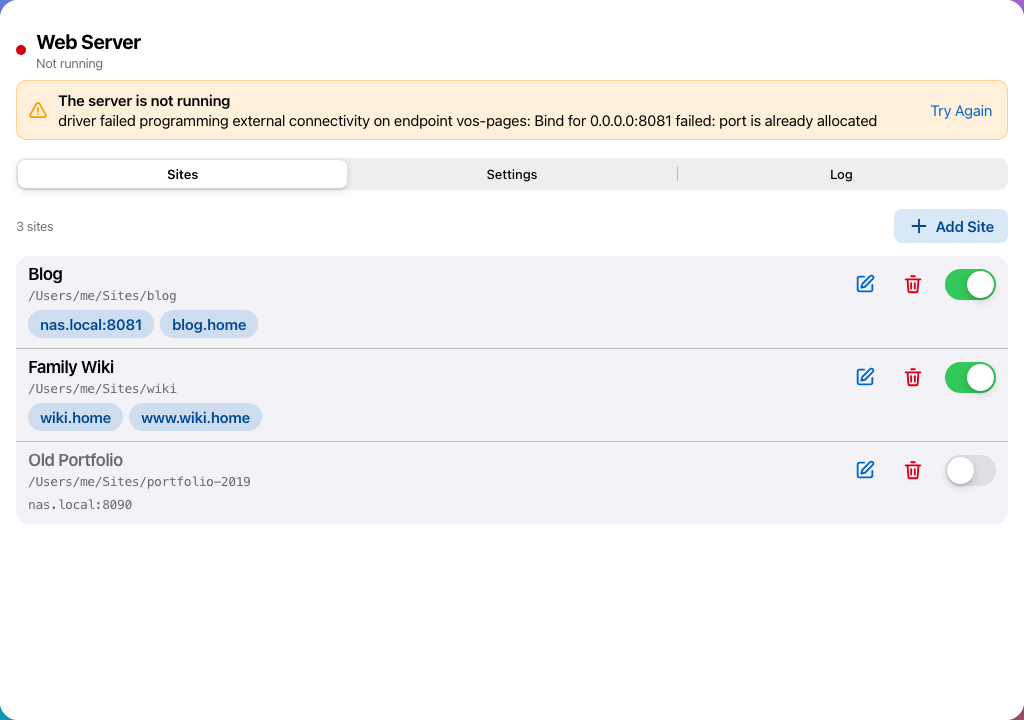 Web Server
Not running
The server is not running
driver failed programming external connectivity on endpoint vos-pages: Bind for 0.0.0.0:8081 failed: port is already allocated
Try Again
Sites
Settings
Log
3 sites
Add Site
Blog
/Users/me/Sites/blog
nas.local:8081
blog.home
Family Wiki
/Users/me/Sites/wiki
wiki.home
www.wiki.home
Old Portfolio
/Users/me/Sites/portfolio-2019
nas.local:8090